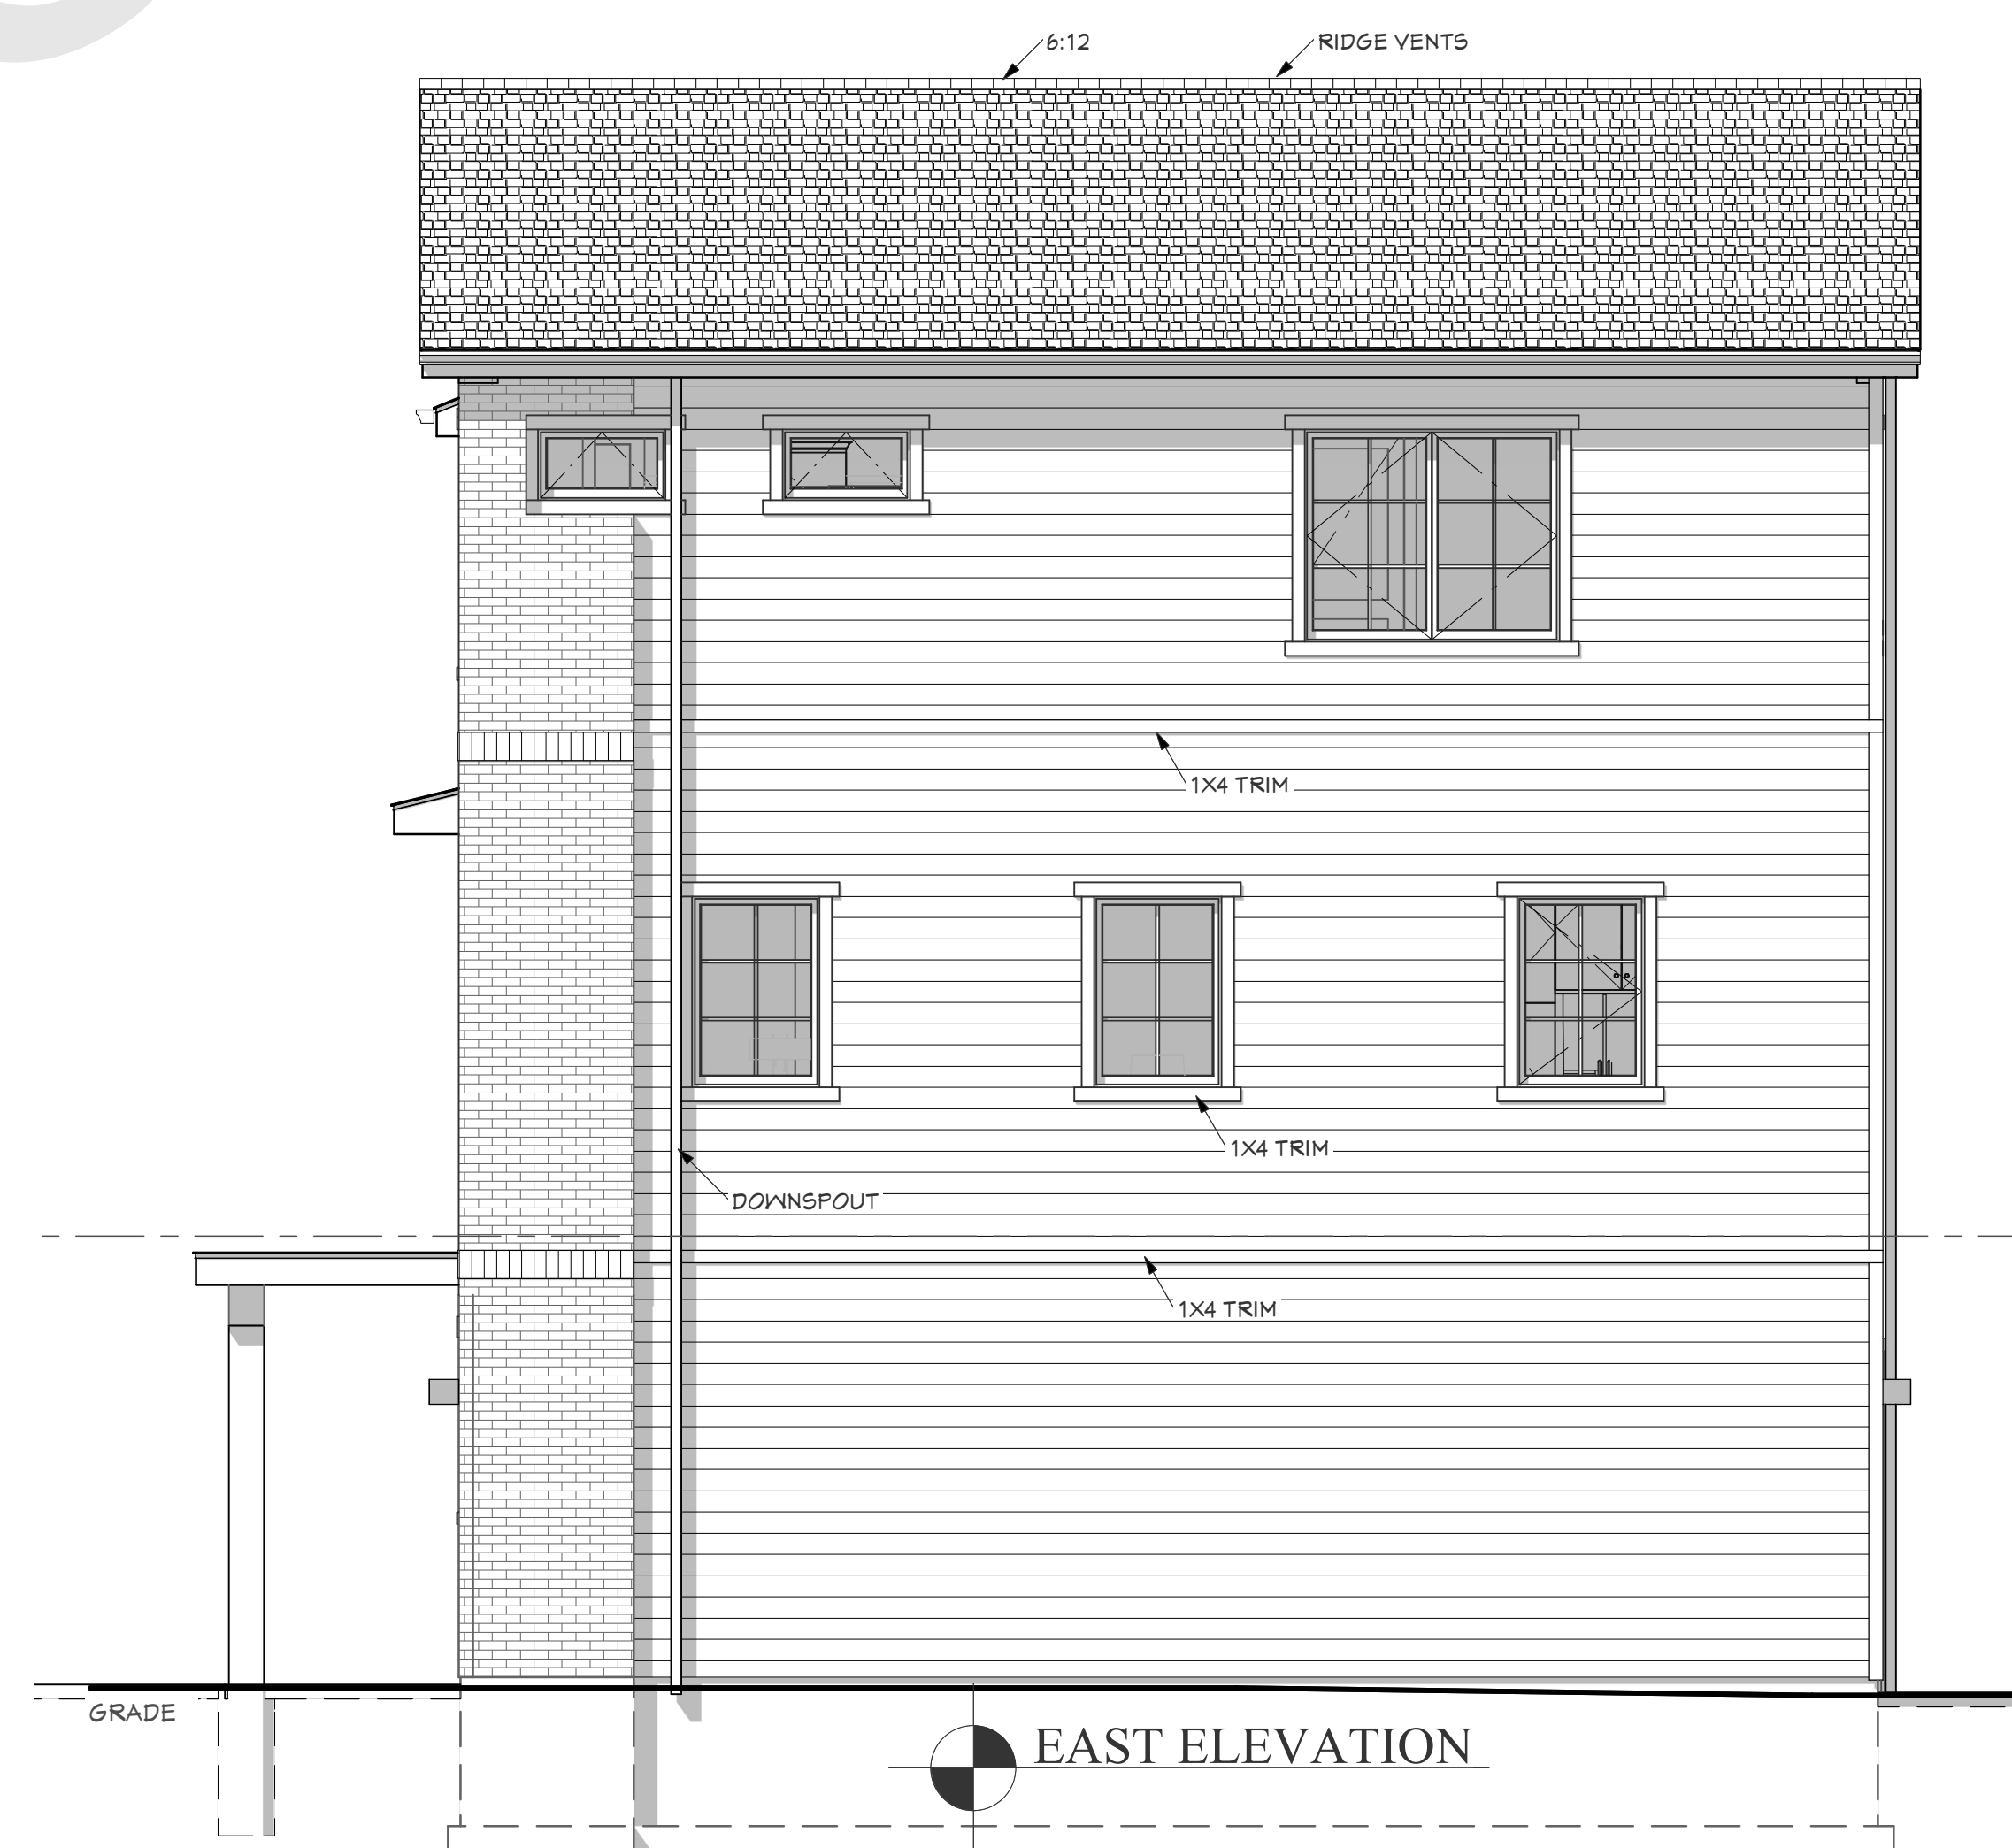 6:12
RIDGE VENTS
1X4 TRIM
1X4 TRIM
DOWNSPOUT
1X4 TRIM
GRADE
EAST ELEVATION